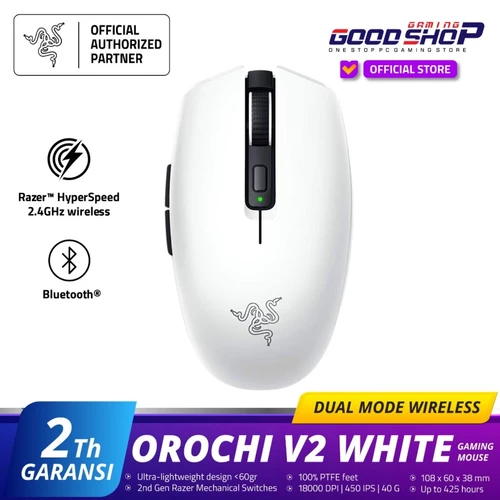 OFFICIAL
AUTHORIZED
PARTNER
GAMING
GOODSHOP
ONE STOP PC GAMING STORE
OFFICIAL STORE
Razer™ HyperSpeed
2.4GHz wireless
Bluetooth®
DUAL MODE WIRELESS
2Th
GARANSI
OROCHI V2 WHITE
GAMING
MOUSE
• Ultra-lightweight design <60gr
• 2nd Gen Razer Mechanical Switches
• 100% PTFE feet
• 18000 DPI | 450 IPS | 40 G
• 108 x 60 x 38 mm
• Up to 425 hours